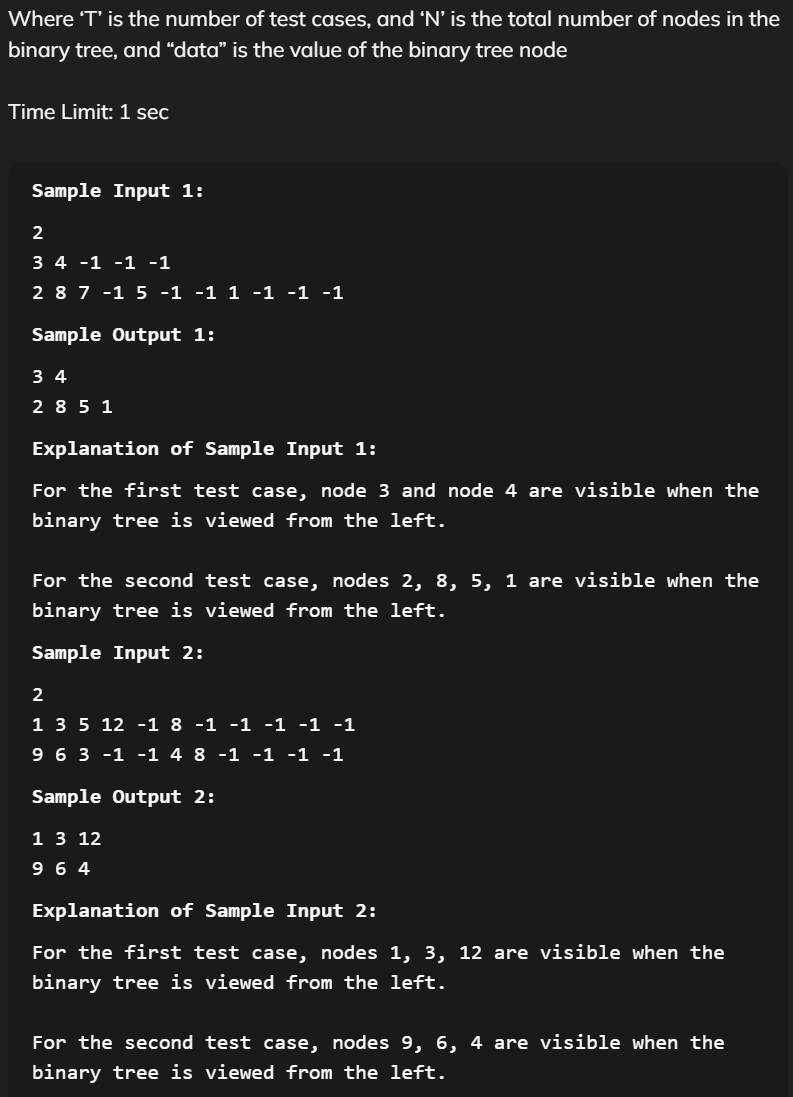 Where ‘T’ is the number of test cases, and ‘N’ is the total number of nodes in the
binary tree, and “data” is the value of the binary tree node
Time Limit: 1 sec
Sample Input 1:
2
3 4 -1 -1 -1
2 8 7 -1 5 -1 -1 1 -1 -1 -1
Sample Output 1:
3 4
2 8 5 1
Explanation of Sample Input 1:
For the first test case, node 3 and node 4 are visible when the
binary tree is viewed from the left.
For the second test case, nodes 2, 8, 5, 1 are visible when the
binary tree is viewed from the left.
Sample Input 2:
2
1 3 5 12 -1 8 -1 -1 -1 -1 -1
9 6 3 -1 -1 4 8 -1 -1 -1 -1
Sample Output 2:
1 3 12
9 6 4
Explanation of Sample Input 2:
For the first test case, nodes 1, 3, 12 are visible when the
binary tree is viewed from the left.
For the second test case, nodes 9, 6, 4 are visible when the
binary tree is viewed from the left.